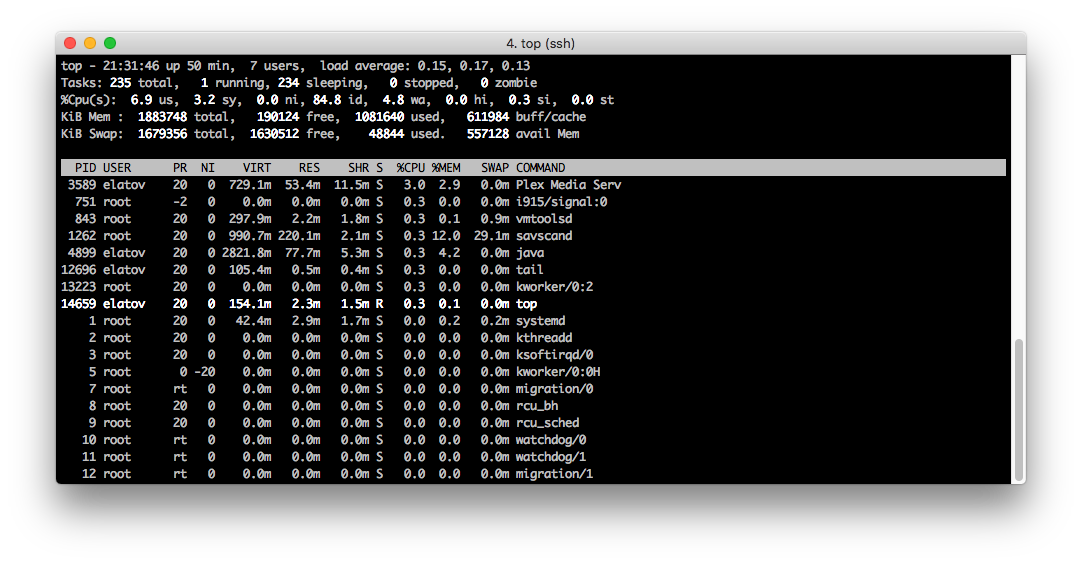 4. top (ssh)
top - 21:31:46 up 50 min,  7 users,  load average: 0.15, 0.17, 0.13
Tasks: 235 total,   1 running, 234 sleeping,   0 stopped,   0 zombie
%Cpu(s):  6.9 us,  3.2 sy,  0.0 ni, 84.8 id,  4.8 wa,  0.0 hi,  0.3 si,  0.0 st
KiB Mem :  1883748 total,   190124 free,  1081640 used,   611984 buff/cache
KiB Swap:  1679356 total,  1630512 free,    48844 used.   557128 avail Mem
  PID USER      PR  NI    VIRT    RES    SHR S  %CPU %MEM   SWAP COMMAND
 3589 elatov    20   0  729.1m  53.4m  11.5m S   3.0  2.9   0.0m Plex Media Serv
  751 root      -2   0    0.0m   0.0m   0.0m S   0.3  0.0   0.0m i915/signal:0
  843 root      20   0  297.9m   2.2m   1.8m S   0.3  0.1   0.9m vmtoolsd
 1262 root      20   0  990.7m 220.1m   2.1m S   0.3 12.0  29.1m savscand
 4899 elatov    20   0 2821.8m  77.7m   5.3m S   0.3  4.2   0.0m java
12696 elatov    20   0  105.4m   0.5m   0.4m S   0.3  0.0   0.0m tail
13223 root      20   0    0.0m   0.0m   0.0m S   0.3  0.0   0.0m kworker/0:2
14659 elatov    20   0  154.1m   2.3m   1.5m R   0.3  0.1   0.0m top
    1 root      20   0   42.4m   2.9m   1.7m S   0.0  0.2   0.2m systemd
    2 root      20   0    0.0m   0.0m   0.0m S   0.0  0.0   0.0m kthreadd
    3 root      20   0    0.0m   0.0m   0.0m S   0.0  0.0   0.0m ksoftirqd/0
    5 root       0 -20    0.0m   0.0m   0.0m S   0.0  0.0   0.0m kworker/0:0H
    7 root      rt   0    0.0m   0.0m   0.0m S   0.0  0.0   0.0m migration/0
    8 root      20   0    0.0m   0.0m   0.0m S   0.0  0.0   0.0m rcu_bh
    9 root      20   0    0.0m   0.0m   0.0m S   0.0  0.0   0.0m rcu_sched
   10 root      rt   0    0.0m   0.0m   0.0m S   0.0  0.0   0.0m watchdog/0
   11 root      rt   0    0.0m   0.0m   0.0m S   0.0  0.0   0.0m watchdog/1
   12 root      rt   0    0.0m   0.0m   0.0m S   0.0  0.0   0.0m migration/1